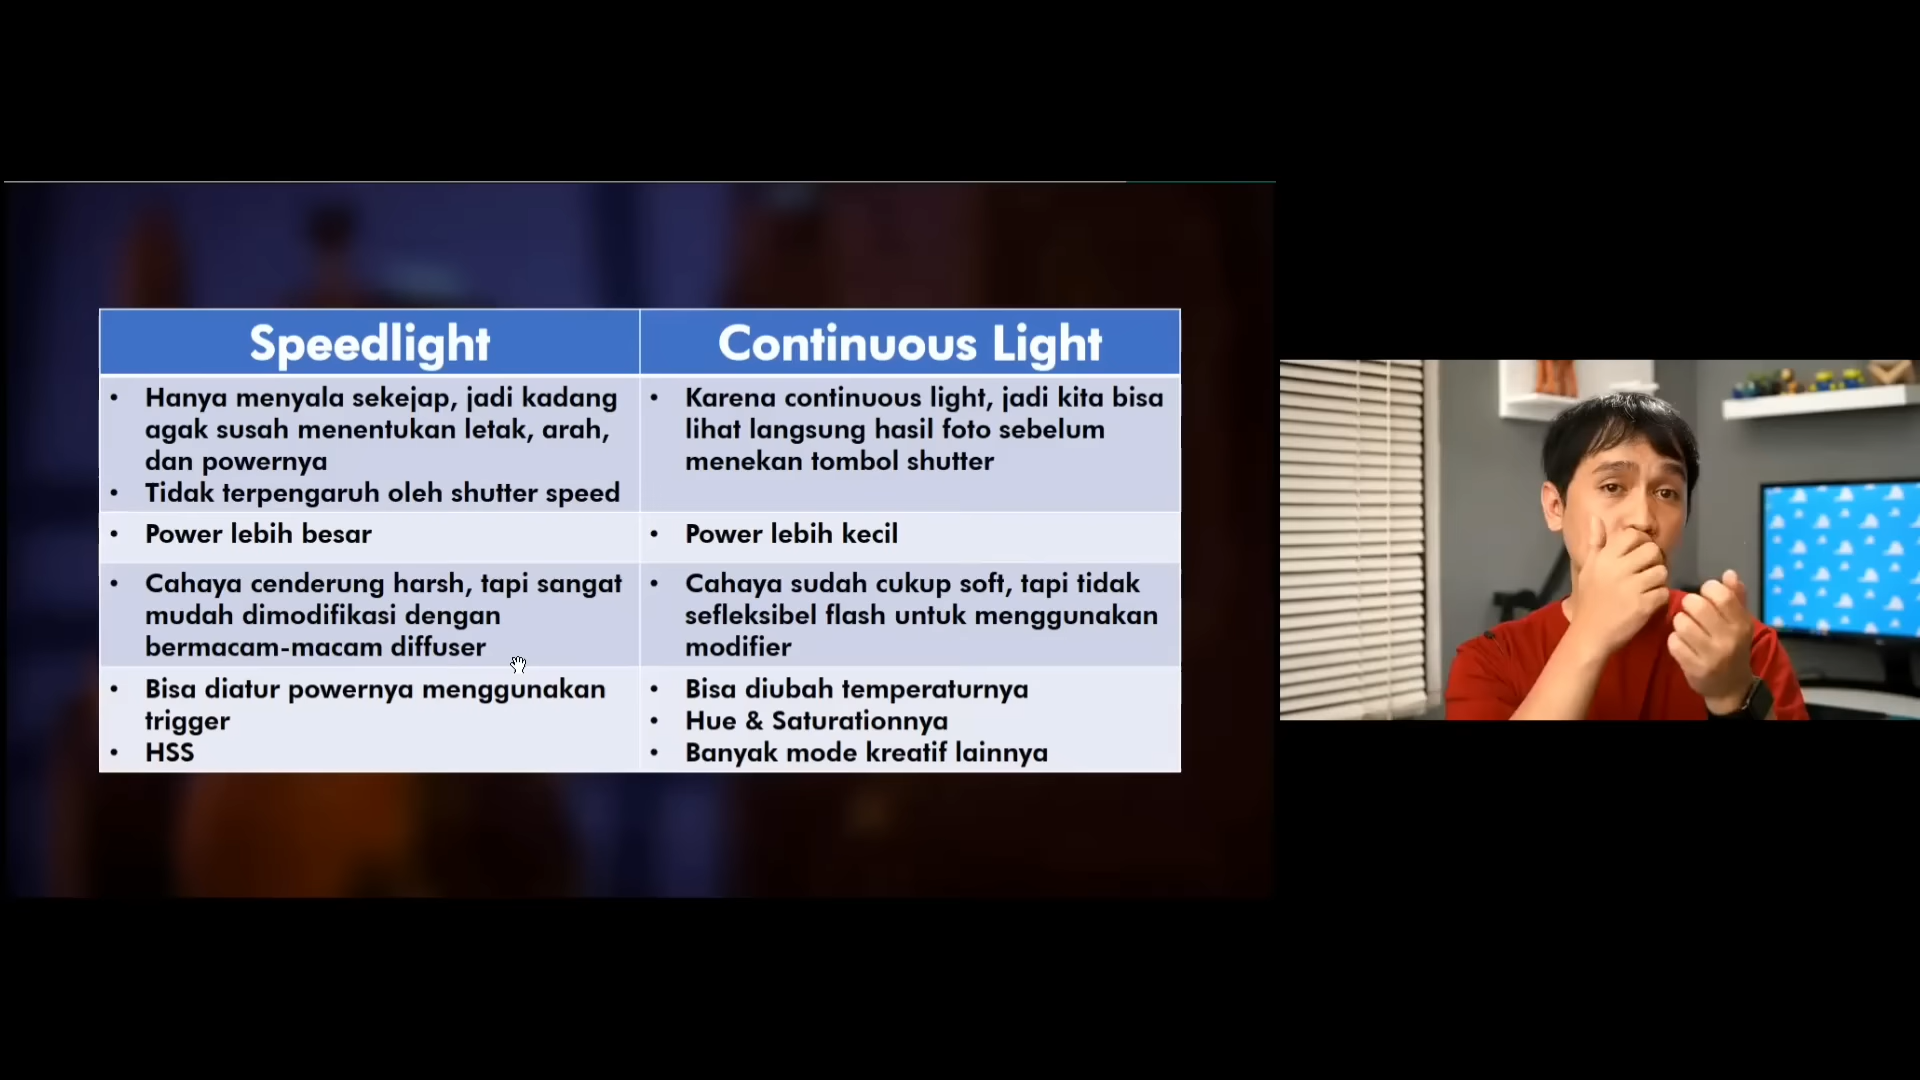 Speedlight
Continuous Light
• Hanya menyala sekejap, jadi kadang
agak susah menentukan letak, arah,
dan powernya
• Tidak terpengaruh oleh shutter speed
• Karena continuous light, jadi kita bisa
lihat langsung hasil foto sebelum
menekan tombol shutter
• Power lebih besar
• Power lebih kecil
• Cahaya cenderung harsh, tapi sangat
mudah dimodifikasi dengan
bermacam-macam diffuser
• Cahaya sudah cukup soft, tapi tidak
sefleksibel flash untuk menggunakan
modifier
• Bisa diatur powernya menggunakan
trigger
• HSS
• Bisa diubah temperaturnya
• Hue & Saturationnya
• Banyak mode kreatif lainnya